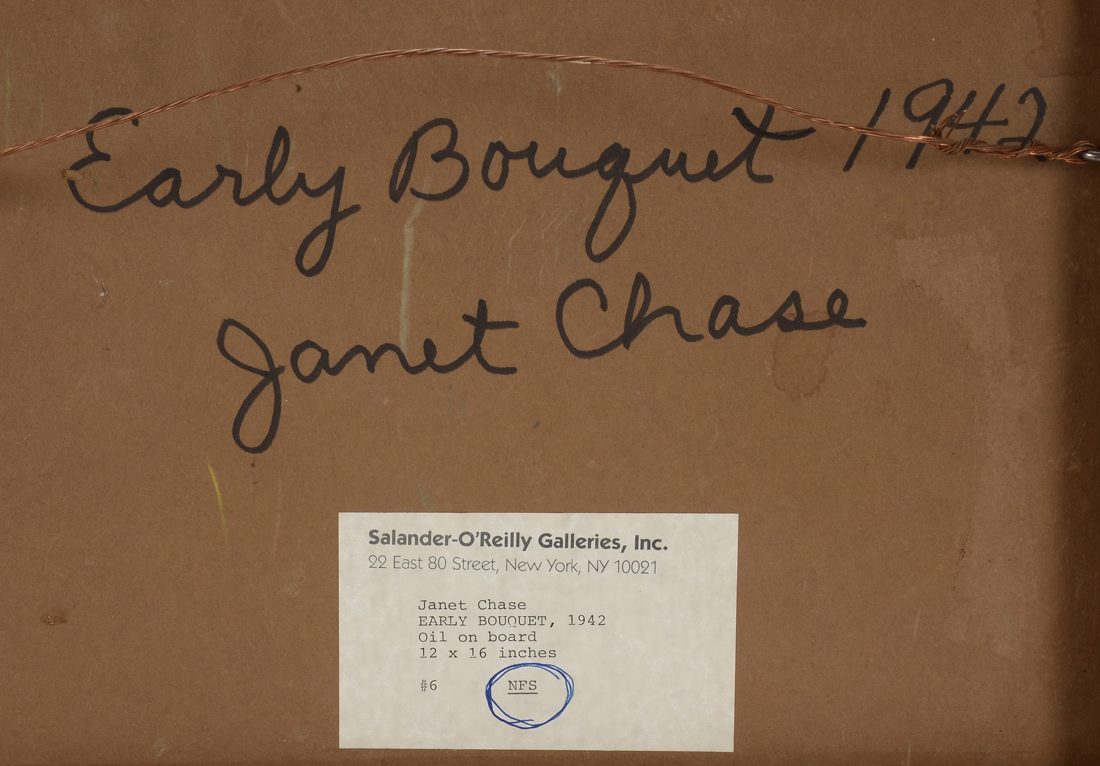 Early Bouquet 1942
Janet Chase
Salander-O'Reilly Galleries, Inc.
22 East 80 Street, New York, NY 10021
Janet Chase
EARLY BOUQUET, 1942
Oil on board
12 x 16 inches
#6 NFS